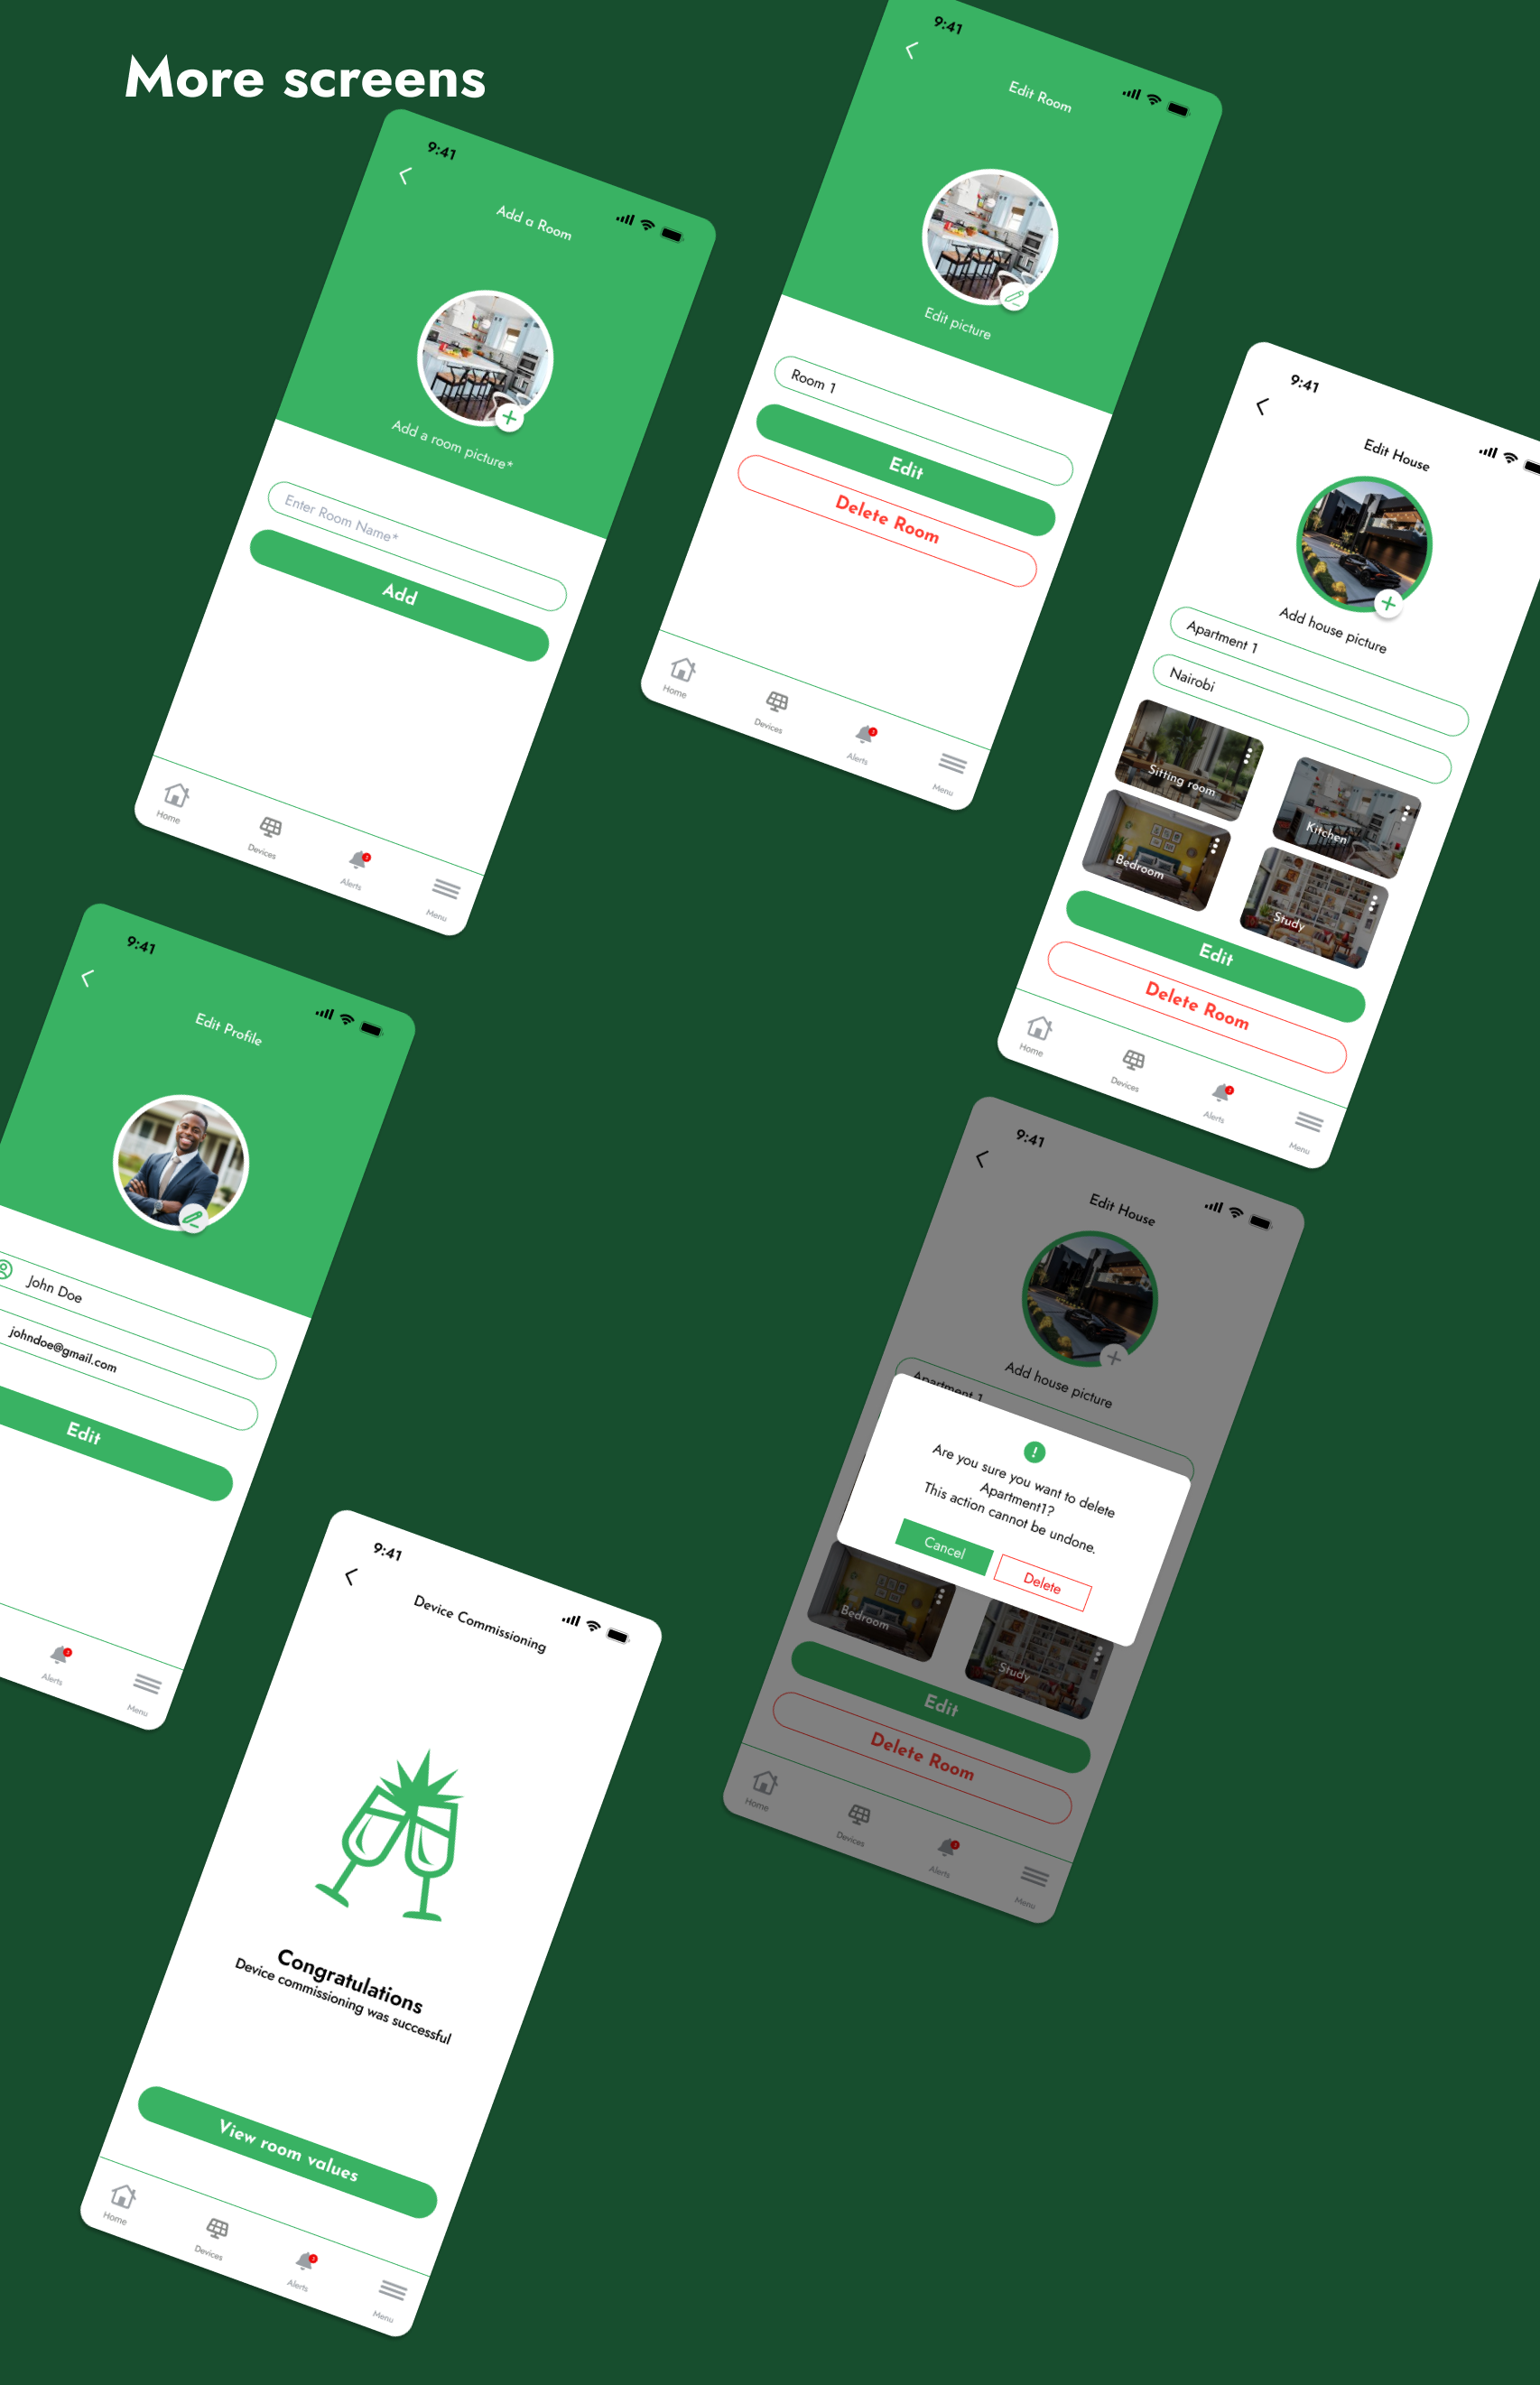 More screens
9:41
Add a Room
Add a room picture*
Enter Room Name*
Add
Home
Devices
Alerts
Menu
9:41
Edit Room
Edit picture
Room 1
Edit
Delete Room
Home
Devices
Alerts
Menu
9:41
Edit House
Add house picture
Apartment 1
Nairobi
Sitting room
Kitchen
Bedroom
Study
Edit
Delete Room
Home
Devices
Alerts
Menu
9:41
Edit Profile
John Doe
johndoe@gmail.com
Edit
Alerts
Menu
9:41
Edit House
Add house picture
Apartment 1
Are you sure you want to delete
Apartment1?
This action cannot be undone.
Cancel
Delete
Bedroom
Study
Edit
Delete Room
Home
Devices
Alerts
Menu
9:41
Device Commissioning
Congratulations
Device commissioning was successful
View room values
Home
Devices
Alerts
Menu